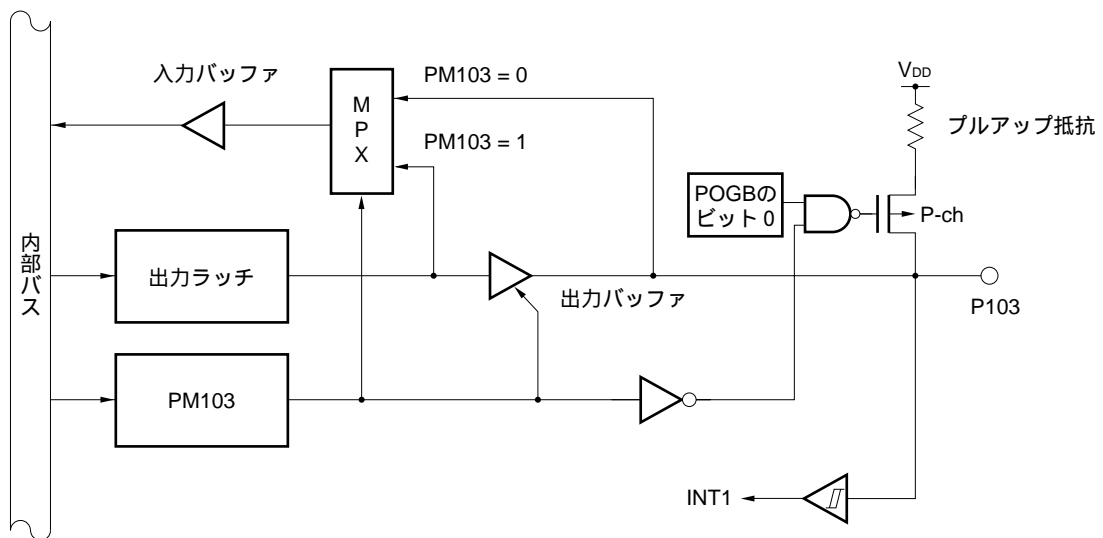 入力バッファ
M
P
X
PM103 = 0
PM103 = 1
VDD
プルアップ抵抗
POGBの
ビット 0
P-ch
内部バス
出力ラッチ
出力バッファ
P103
PM103
INT1